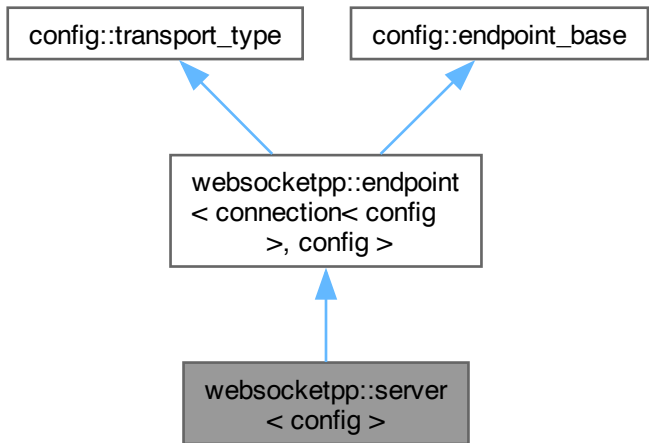 config::transport_type
config::endpoint_base
websocketpp::endpoint
< connection< config
>, config >
websocketpp::server
< config >